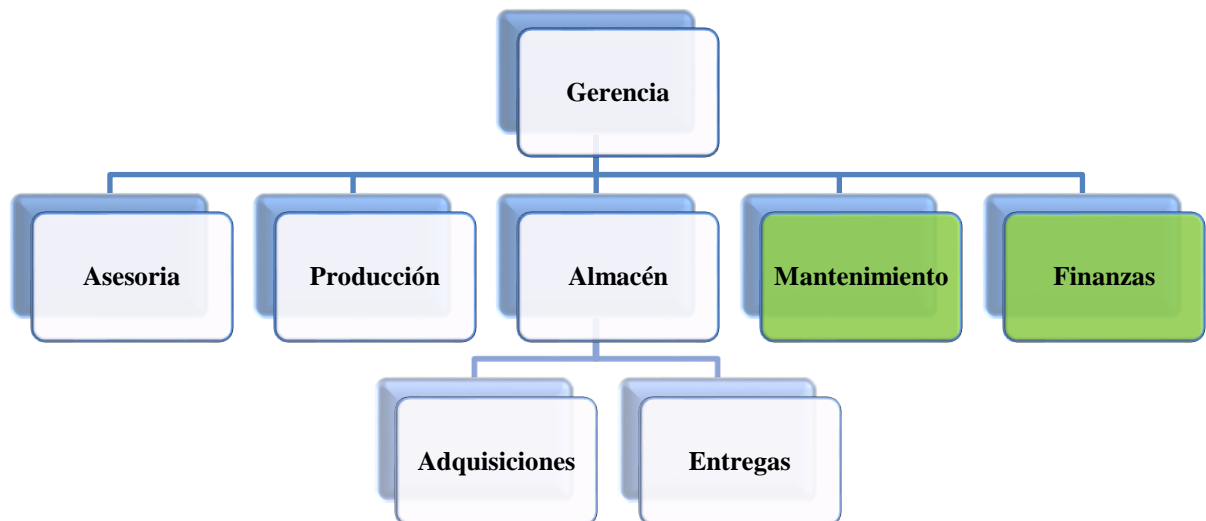 Gerencia
Asesoria
Producción
Almacén
Mantenimiento
Finanzas
Adquisiciones
Entregas